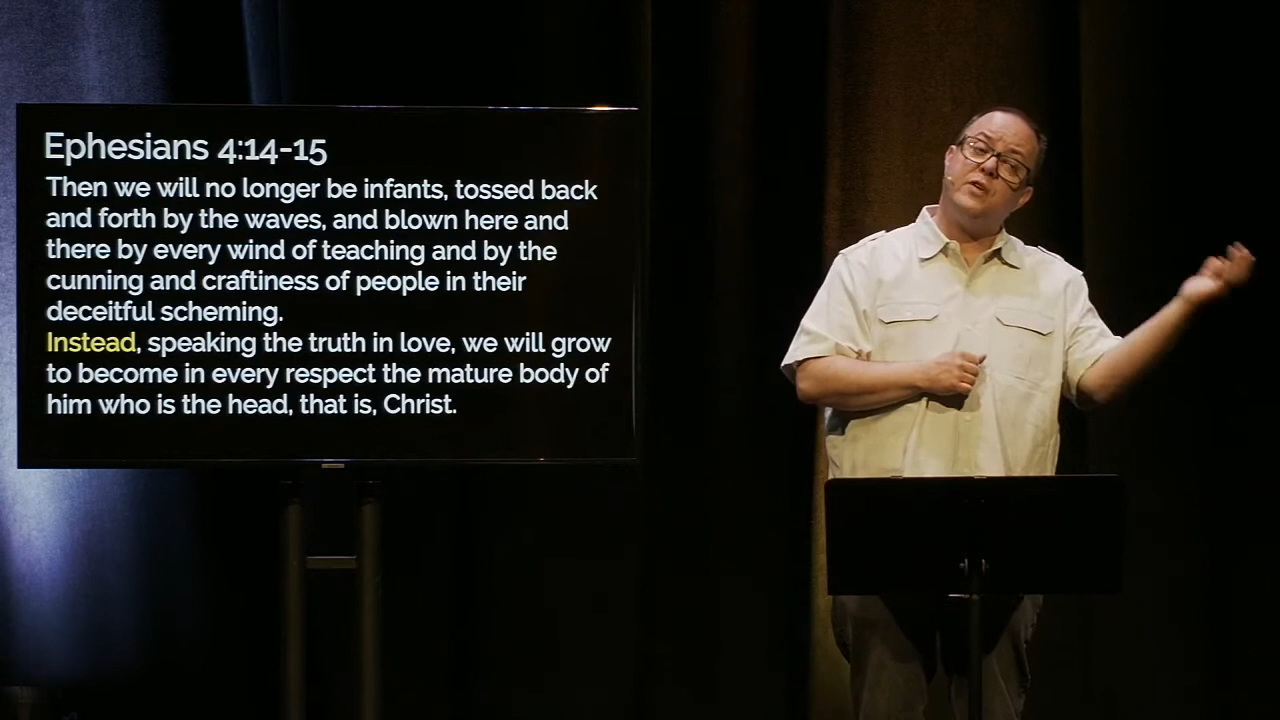 Ephesians 4:14-15
Then we will no longer be infants, tossed back
and forth by the waves, and blown here and
there by every wind of teaching and by the
cunning and craftiness of people in their
deceitful scheming.
Instead, speaking the truth in love, we will grow
to become in every respect the mature body of
him who is the head, that is, Christ.